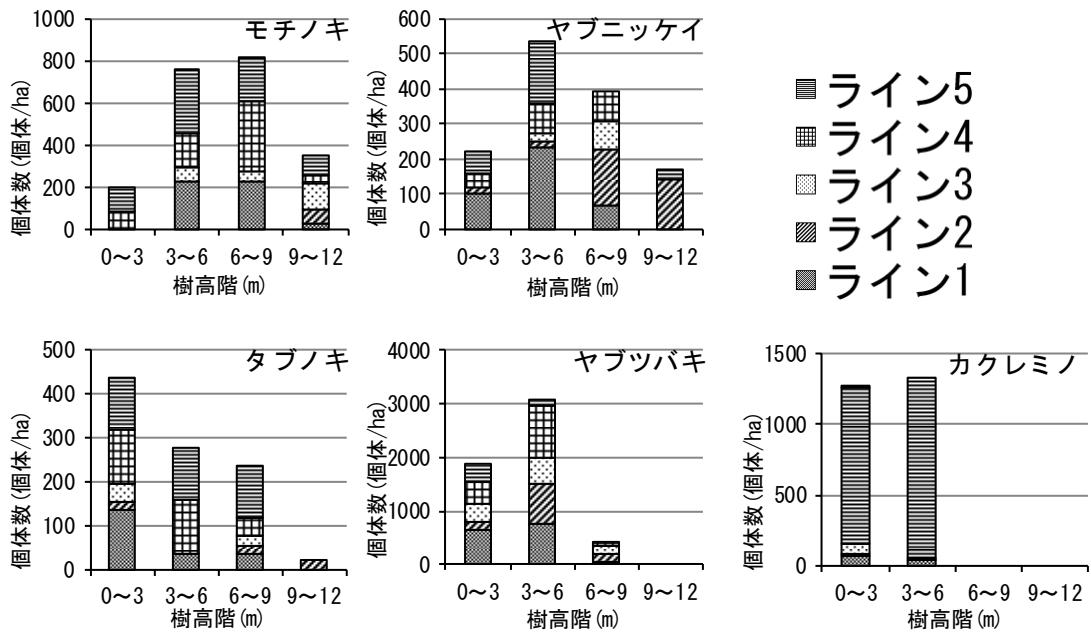 モチノキ
個体数(個体/ha)
1000
800
600
400
200
0
0～3 3～6 6～9 9～12
樹高階(m)
ヤブニッケイ
個体数(個体/ha)
600
500
400
300
200
100
0
0～3 3～6 6～9 9～12
樹高階(m)
ライン5
ライン4
ライン3
ライン2
ライン1
タブノキ
個体数(個体/ha)
500
400
300
200
100
0
0～3 3～6 6～9 9～12
樹高階(m)
ヤブツバキ
個体数(個体/ha)
4000
3000
2000
1000
0
0～3 3～6 6～9 9～12
樹高階(m)
カクレミノ
個体数(個体/ha)
1500
1000
500
0
0～3 3～6 6～9 9～12
樹高階(m)